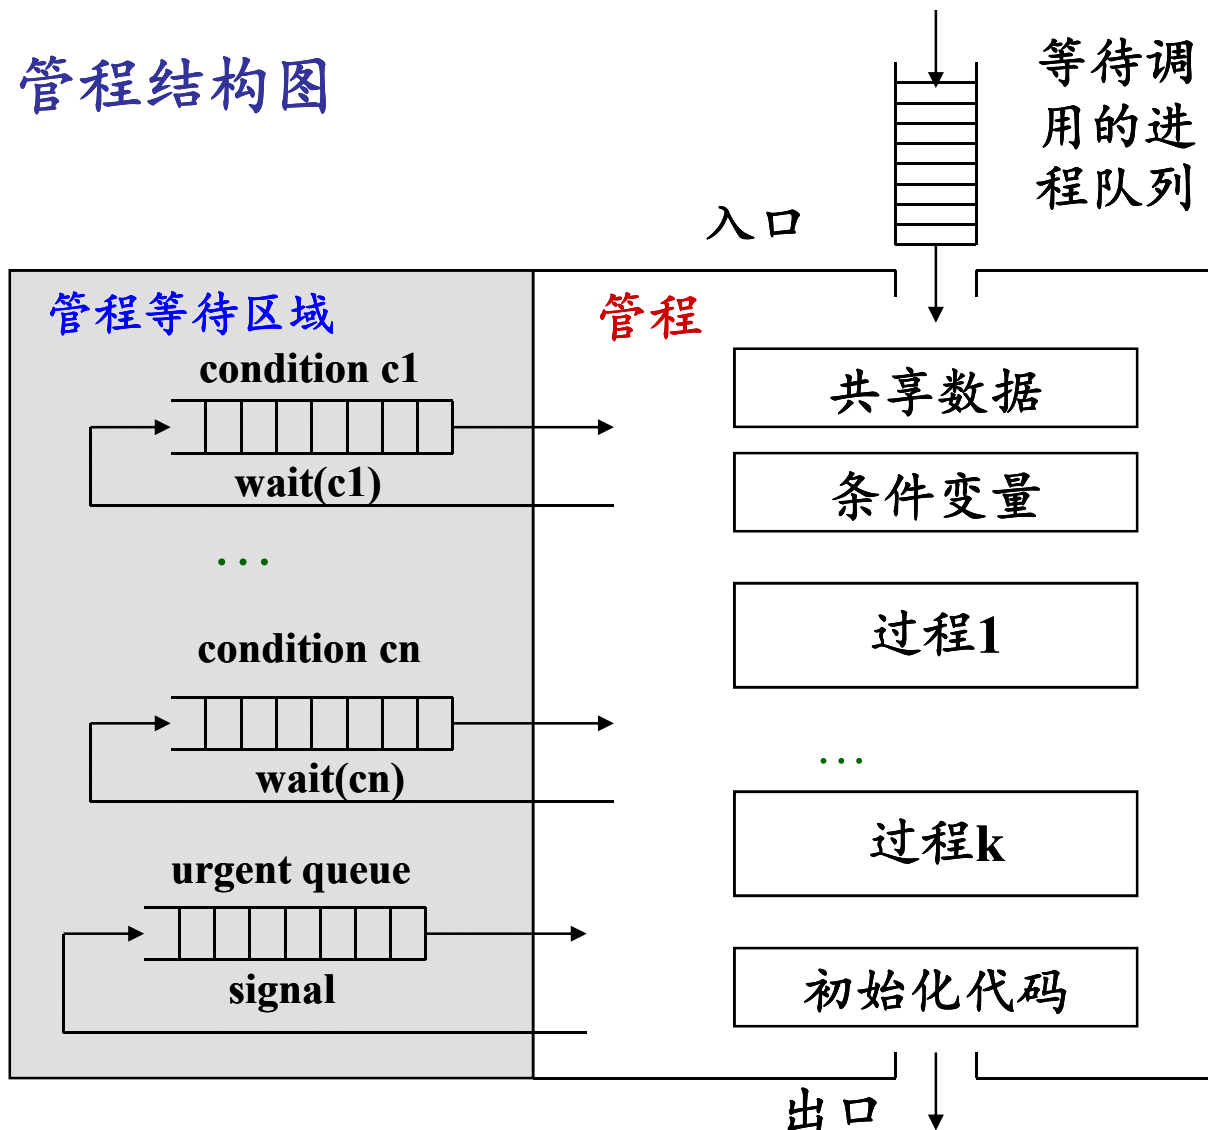 管程结构图
等待调
用的进
程队列
入口
管程等待区域
管程
condition c1
wait(c1)
...
condition cn
wait(cn)
urgent queue
signal
共享数据
条件变量
过程1
...
过程k
初始化代码
出口